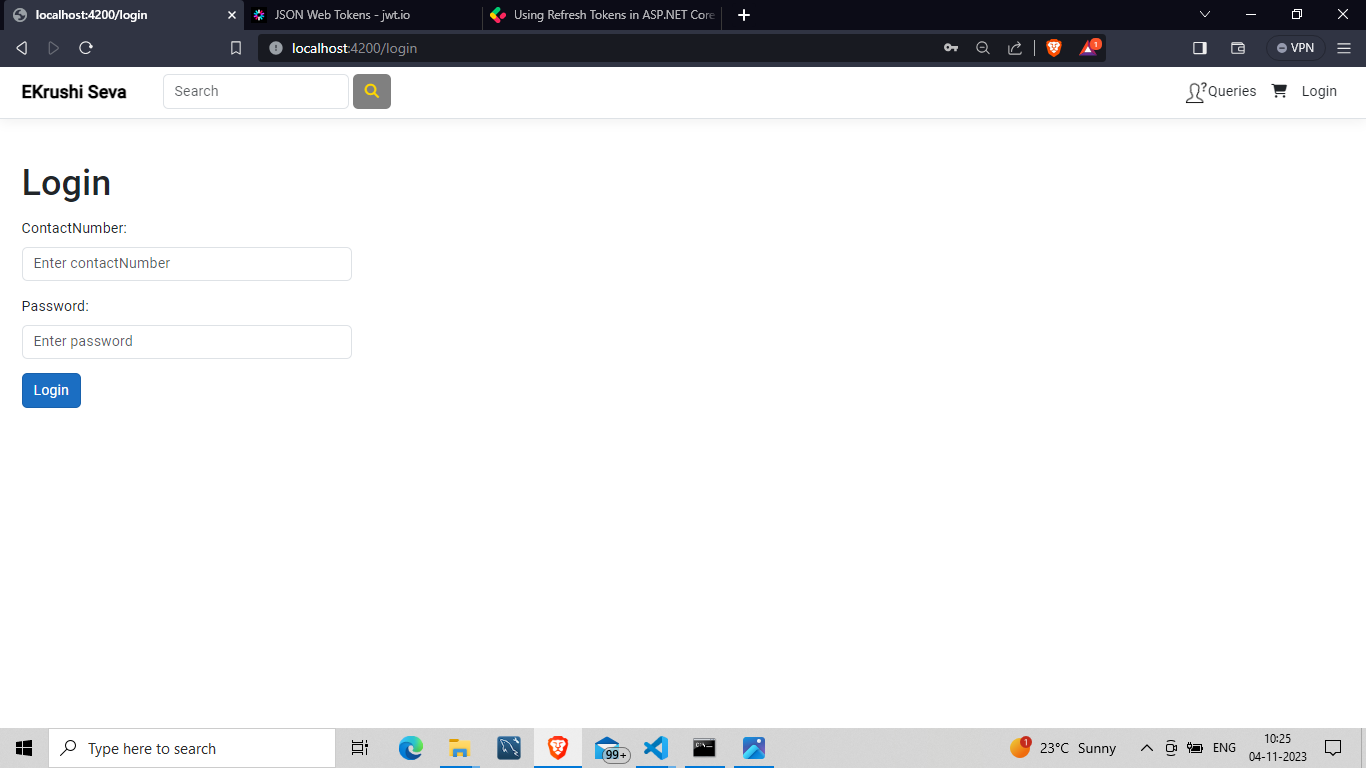 localhost:4200/login
JSON Web Tokens - jwt.io
Using Refresh Tokens in ASP.NET Core
localhost:4200/login
1
VPN
EKrushi Seva
Search
?Queries
Login
Login
ContactNumber:
Enter contactNumber
Password:
Enter password
Login
Type here to search
99+
1
23°C Sunny
ENG
10:25
04-11-2023